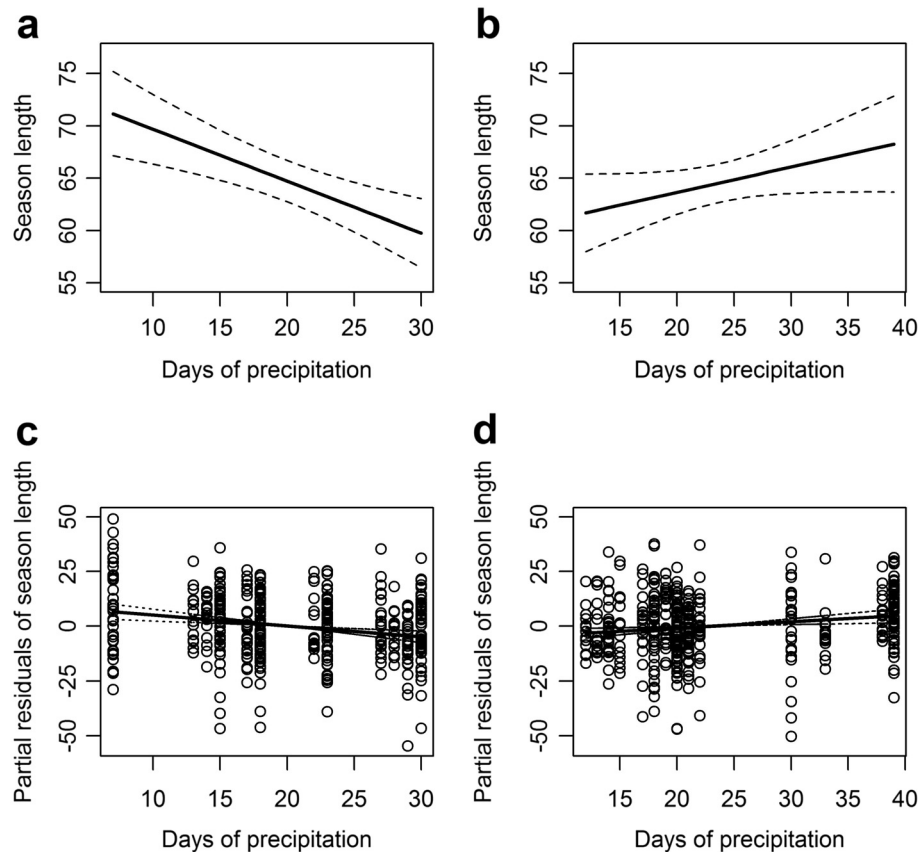 a
Season length
75
70
65
60
55
10 15 20 25 30
Days of precipitation
b
Season length
75
70
65
60
55
15 20 25 30 35 40
Days of precipitation
c
Partial residuals of season length
50
25
0
-25
-50
10 15 20 25 30
Days of precipitation
d
Partial residuals of season length
50
25
0
-25
-50
15 20 25 30 35 40
Days of precipitation